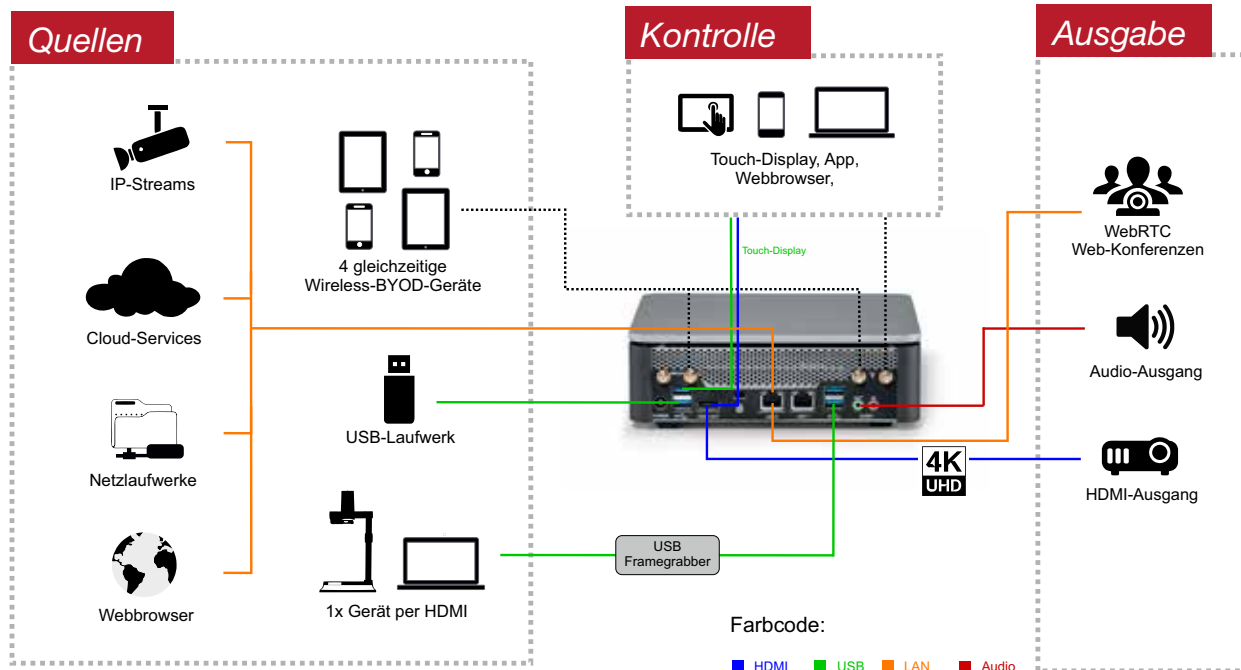 Quellen
Kontrolle
Ausgabe
IP-Streams
4 gleichzeitige
Wireless-BYOD-Geräte
Cloud-Services
USB-Laufwerk
Netzlaufwerke
1x Gerät per HDMI
Webbrowser
Touch-Display, App,
Webbrowser,
Touch-Display
USB
Framegrabber
WebRTC
Web-Konferenzen
Audio-Ausgang
4K
UHD
HDMI-Ausgang
Farbcode:
HDMI USB LAN Audio